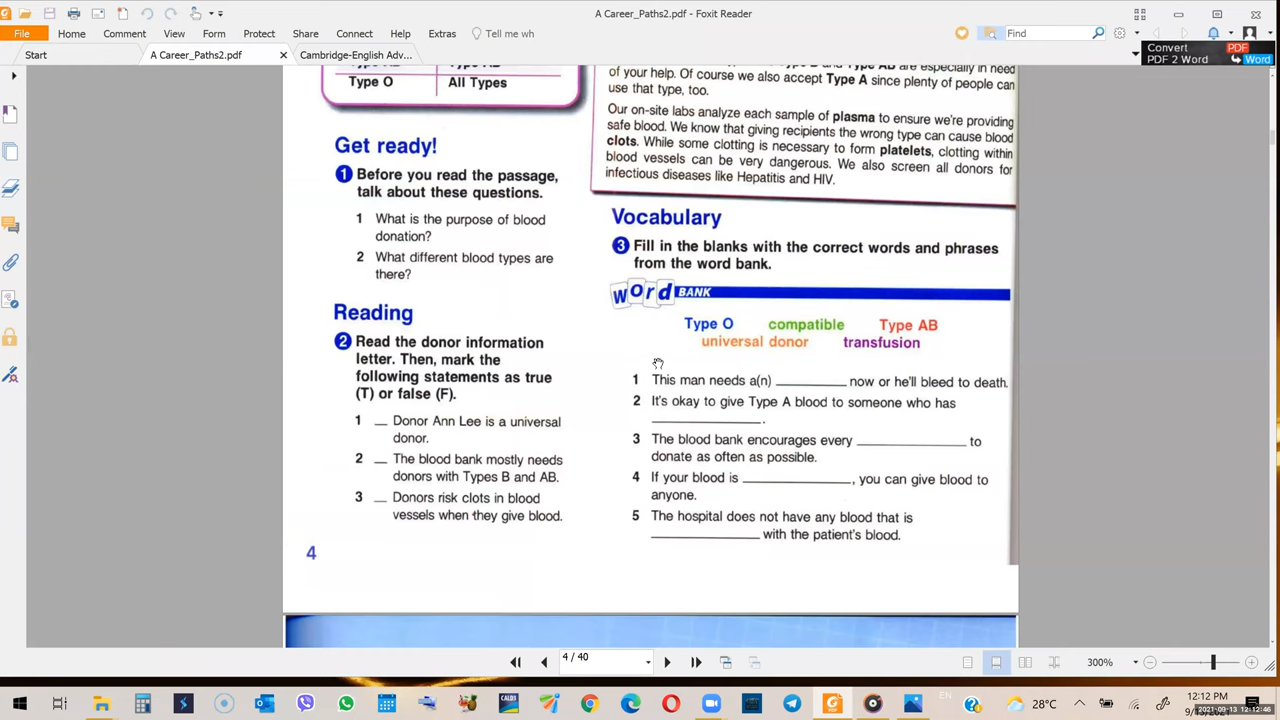 A Career_Paths2.pdf - Foxit Reader
File Home Comment View Form Protect Share Connect Help Extras Tell me wh Find
Start A Career_Paths2.pdf Cambridge-English Adv...
Convert PDF
PDF 2 Word Word
Type O All Types
of your help. Of course we also accept Type A since plenty of people can
use that type, too.
Our on-site labs analyze each sample of plasma to ensure we're providing
safe blood. We know that giving recipients the wrong type can cause blood
clots. While some clotting is necessary to form platelets, clotting within
blood vessels can be very dangerous. We also screen all donors for
infectious diseases like Hepatitis and HIV.
Get ready!
1 Before you read the passage,
talk about these questions.
1 What is the purpose of blood
donation?
2 What different blood types are
there?
Reading
2 Read the donor information
letter. Then, mark the
following statements as true
(T) or false (F).
1 __ Donor Ann Lee is a universal
donor.
2 __ The blood bank mostly needs
donors with Types B and AB.
3 __ Donors risk clots in blood
vessels when they give blood.
4
Vocabulary
3 Fill in the blanks with the correct words and phrases
from the word bank.
word BANK
Type O compatible Type AB
universal donor transfusion
1 This man needs a(n) __________ now or he'll bleed to death.
2 It's okay to give Type A blood to someone who has
_______________.
3 The blood bank encourages every _______________ to
donate as often as possible.
4 If your blood is _______________, you can give blood to
anyone.
5 The hospital does not have any blood that is
_______________ with the patient's blood.
4 / 40
300%
CALD3
EN
28°C
12:12 PM
2021-09-13 12:12:46